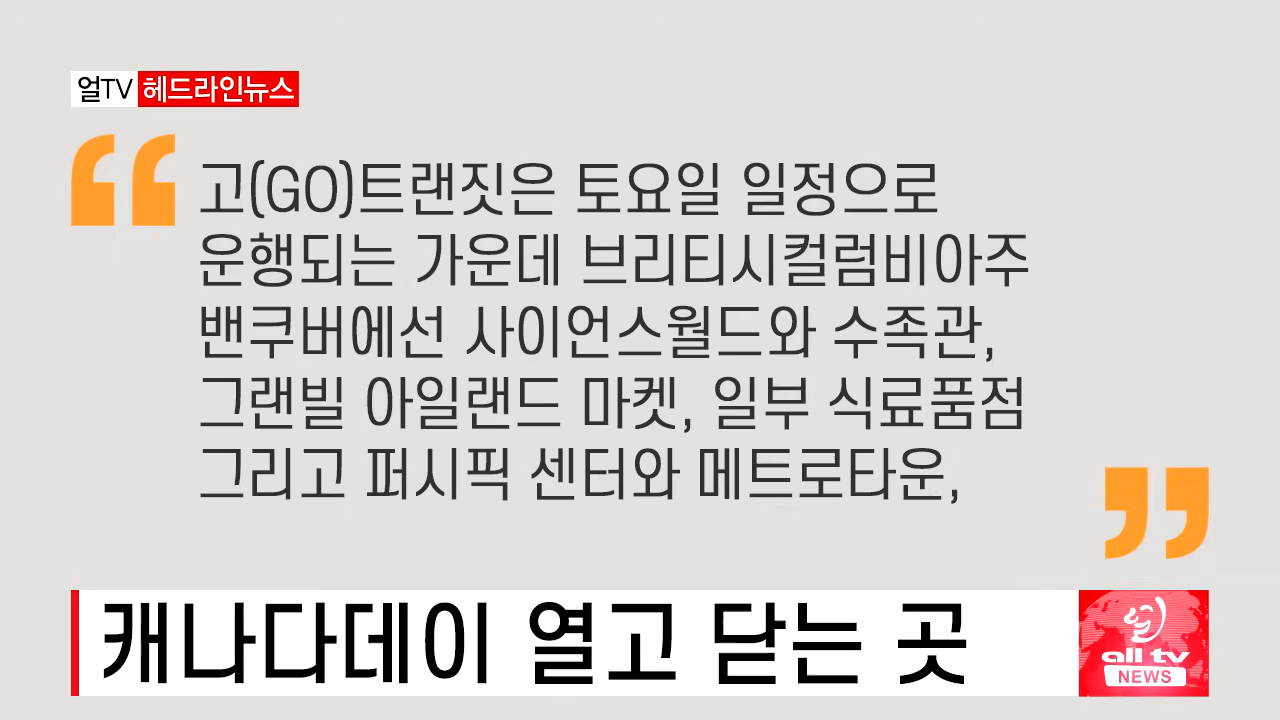 얼TV 헤드라인뉴스
고(GO)트랜짓은 토요일 일정으로
운행되는 가운데 브리티시컬럼비아주
밴쿠버에선 사이언스월드와 수족관,
그랜빌 아일랜드 마켓, 일부 식료품점
그리고 퍼시픽 센터와 메트로타운,
캐나다데이 열고 닫는 곳
all tv
NEWS